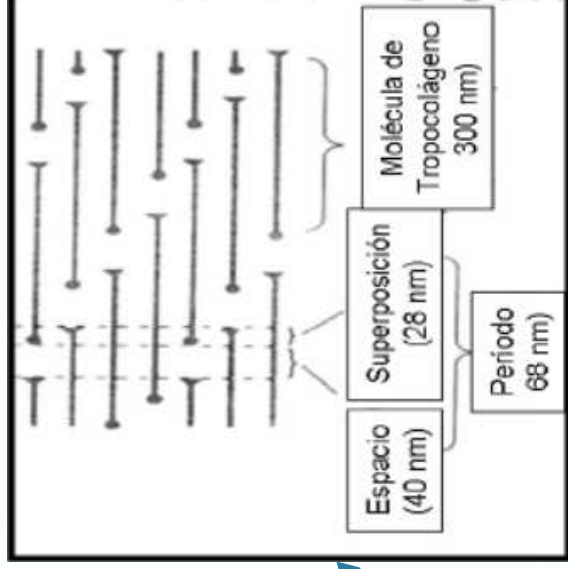 Molécula de
Tropocolágeno
300 nm)
Superposición
(28 nm)
Espacio
(40 nm)
Período
68 nm)